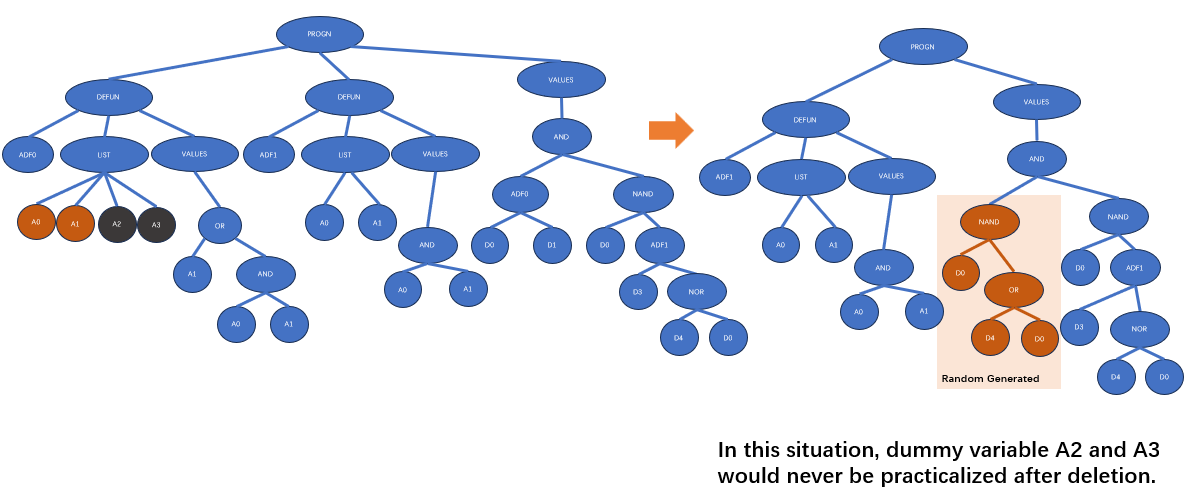 PROGN
DEFUN
DEFUN
VALUES
ADF0
LIST
VALUES
ADF1
LIST
VALUES
AND
A0
A1
A2
A3
OR
A0
A1
ADF0
NAND
A1
AND
AND
D0
D1
D0
ADF1
A0
A1
A0
A1
D3
NOR
D4
D0
PROGN
DEFUN
VALUES
ADF1
LIST
VALUES
AND
A0
A1
NAND
NAND
AND
D0
OR
D0
ADF1
A0
A1
D4
D0
D3
NOR
D4
D0
Random Generated
In this situation, dummy variable A2 and A3
would never be practicalized after deletion.